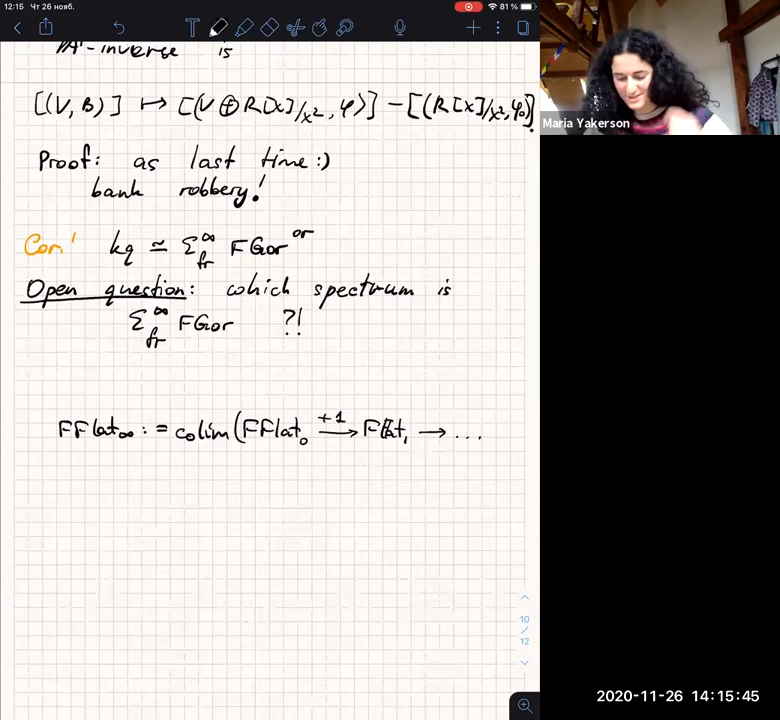 12:15 Чт 26 нояб.
81 %
A¹-inverse is
[(V, B)] ↦ [(V ⊕ R[x]/x², φ)] − [(R[x]/x², φ₀)].
Maria Yakerson
Proof: as last time :)
bank robbery!
Cor.!  kq ≃ Σ^∞_fr FGor^or
Open question: which spectrum is
Σ^∞_fr FGor ?!
FFlat_∞ := colim(FFlat_0 →^{+1} FFlat_1 → ...
10
/
12
2020-11-26 14:15:45